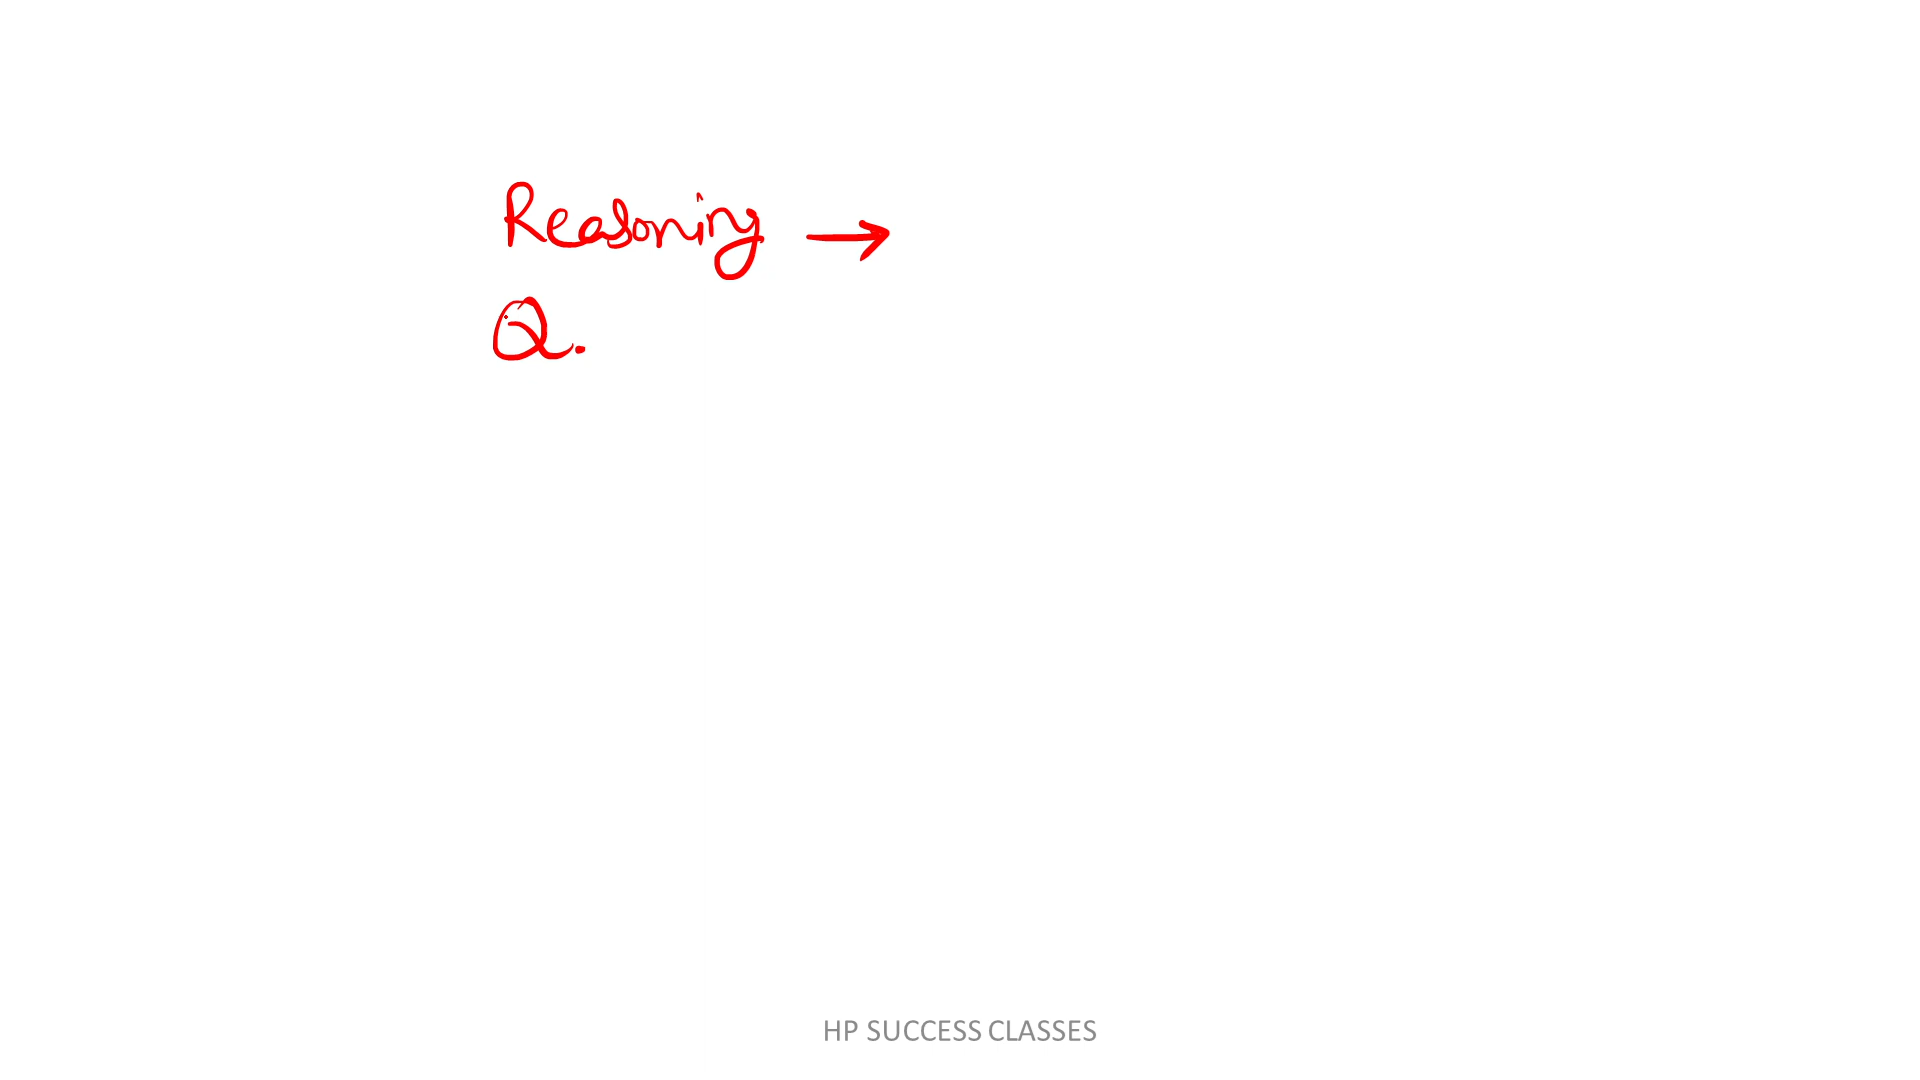 Reasoning →
Q.
HP SUCCESS CLASSES